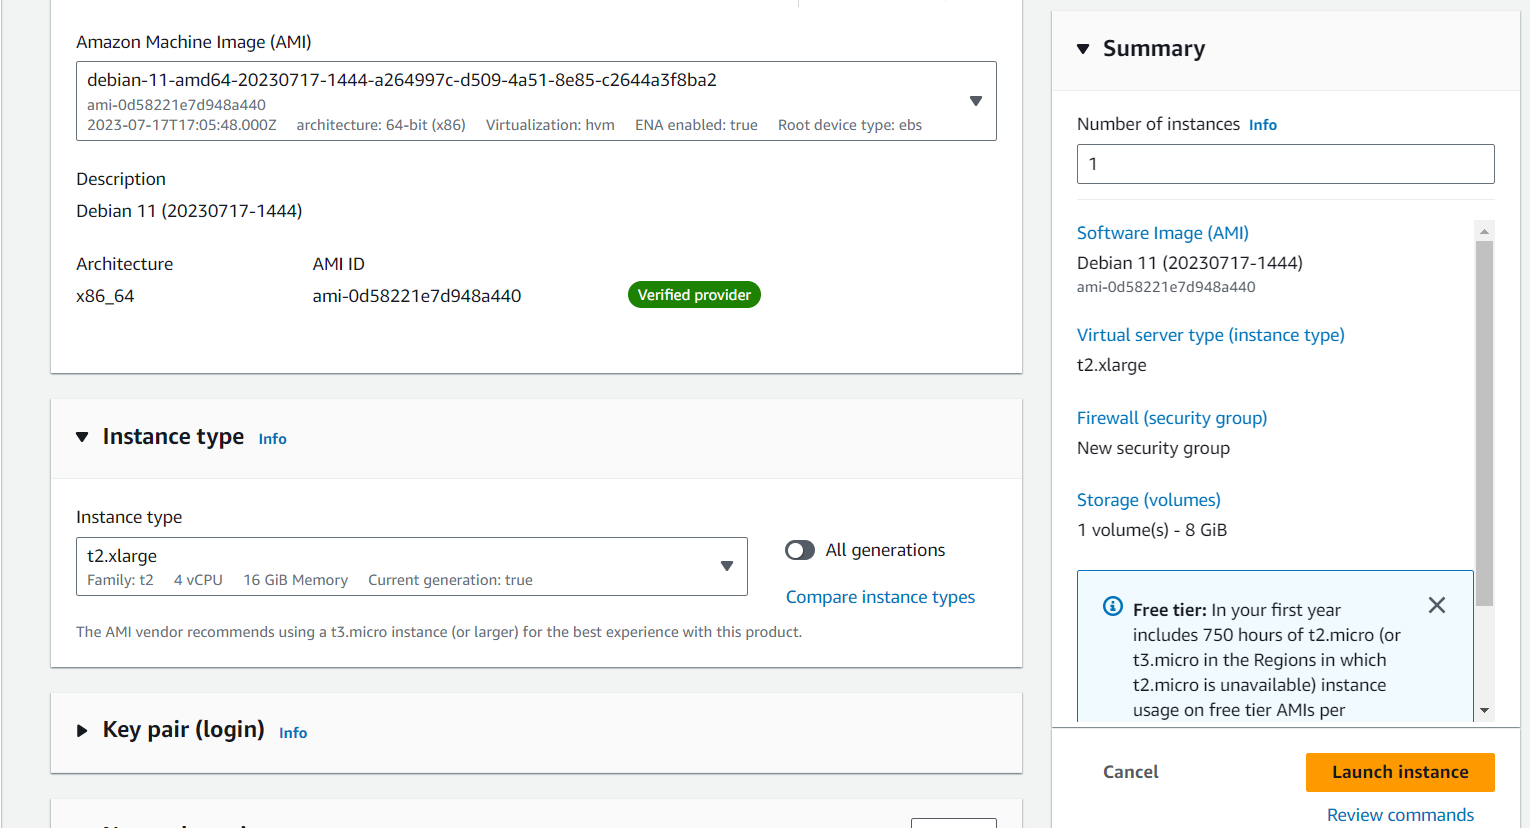 Amazon Machine Image (AMI)
debian-11-amd64-20230717-1444-a264997c-d509-4a51-8e85-c2644a3f8ba2
ami-0d58221e7d948a440
2023-07-17T17:05:48.000Z architecture: 64-bit (x86) Virtualization: hvm ENA enabled: true Root device type: ebs
Description
Debian 11 (20230717-1444)
Architecture AMI ID
x86_64 ami-0d58221e7d948a440 Verified provider
Instance type Info
Instance type
t2.xlarge
Family: t2 4 vCPU 16 GiB Memory Current generation: true
All generations
Compare instance types
The AMI vendor recommends using a t3.micro instance (or larger) for the best experience with this product.
Key pair (login) Info
Summary
Number of instances Info
1
Software Image (AMI)
Debian 11 (20230717-1444)
ami-0d58221e7d948a440
Virtual server type (instance type)
t2.xlarge
Firewall (security group)
New security group
Storage (volumes)
1 volume(s) - 8 GiB
Free tier: In your first year
includes 750 hours of t2.micro (or
t3.micro in the Regions in which
t2.micro is unavailable) instance
usage on free tier AMIs per
Cancel
Launch instance
Review commands